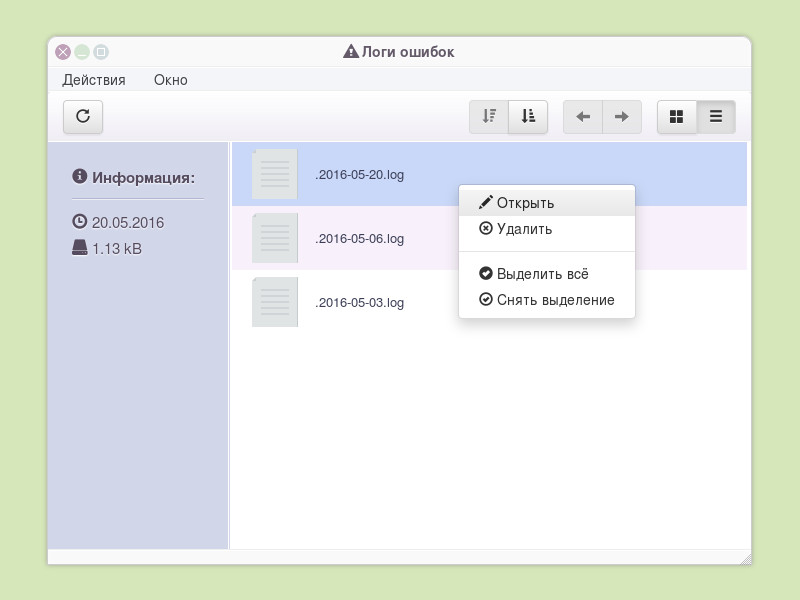 Логи ошибок
Действия Окно
Информация:
20.05.2016
1.13 kB
.2016-05-20.log
.2016-05-06.log
.2016-05-03.log
Открыть
Удалить
Выделить всё
Снять выделение